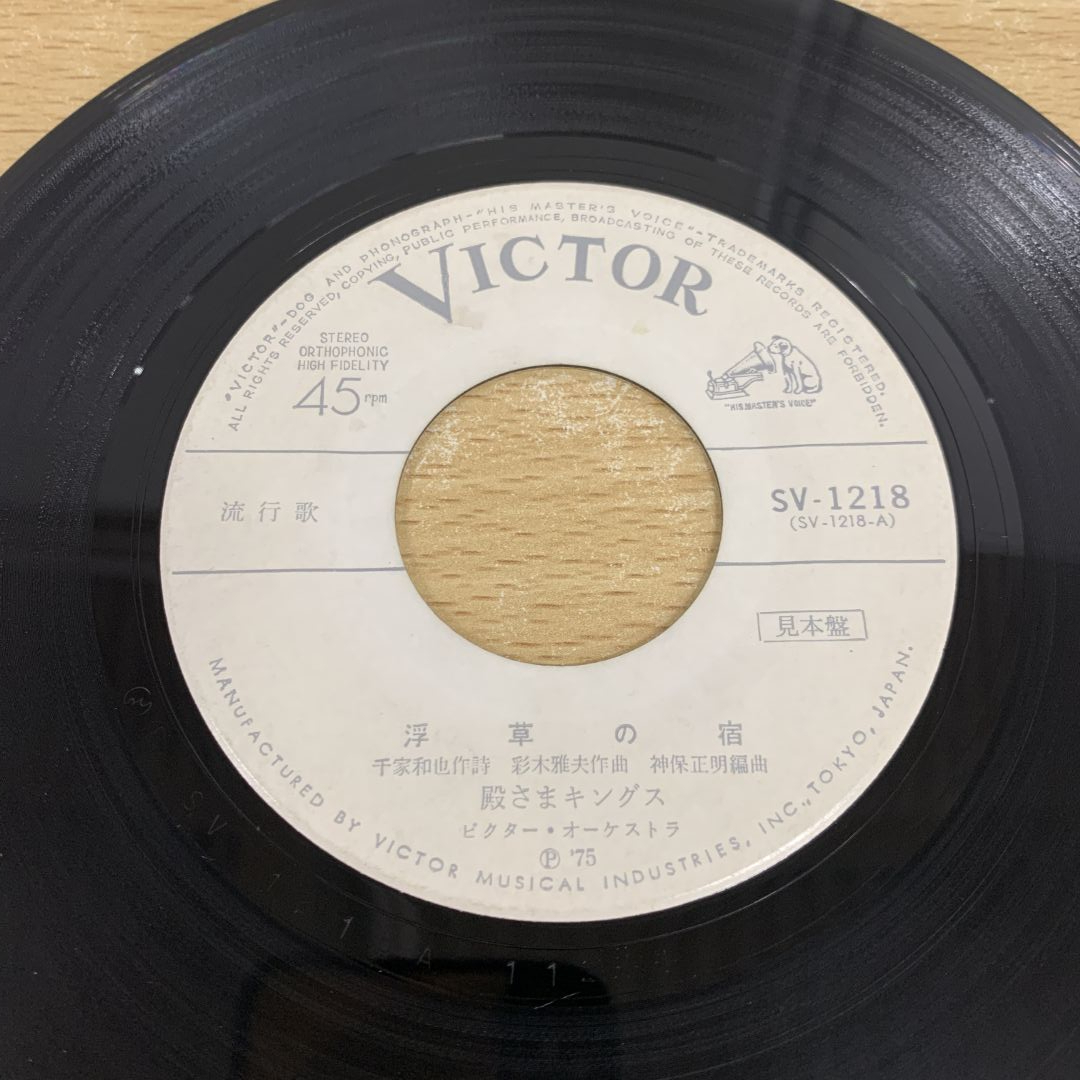 "VICTOR"–DOG AND PHONOGRAPH–"HIS MASTER'S VOICE"–TRADEMARKS REGISTERED.
ALL RIGHTS RESERVED, COPYING, PUBLIC PERFORMANCE, BROADCASTING OF THESE RECORDS ARE FORBIDDEN.
VICTOR
STEREO
ORTHOPHONIC
HIGH FIDELITY
45 rpm
"HIS MASTER'S VOICE"
流行歌
SV-1218
(SV-1218-A)
見本盤
浮草の宿
千家和也作詩 彩木雅夫作曲 神保正明編曲
殿さまキングス
ビクター・オーケストラ
Ⓟ '75
MANUFACTURED BY VICTOR MUSICAL INDUSTRIES, INC., TOKYO, JAPAN.